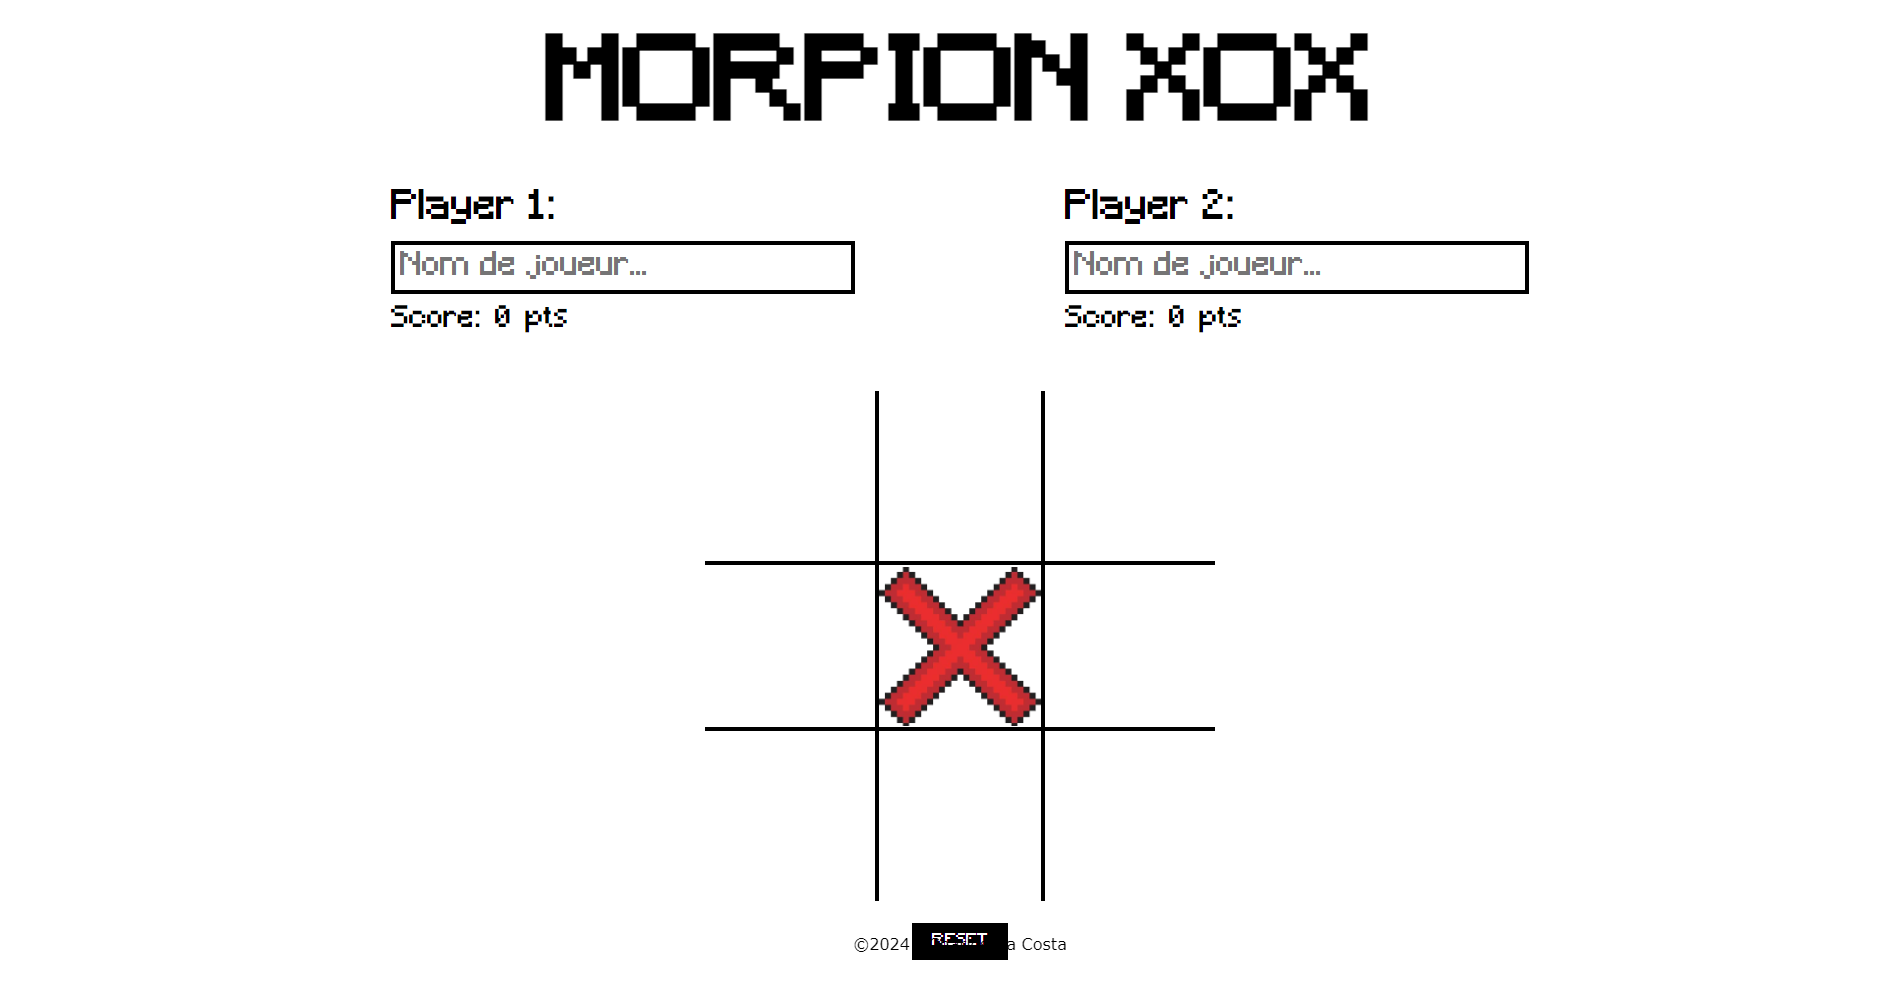 MORPION XOX
Player 1:
Nom de joueur...
Score: 0 pts
Player 2:
Nom de joueur...
Score: 0 pts
RESET
©2024 Costa